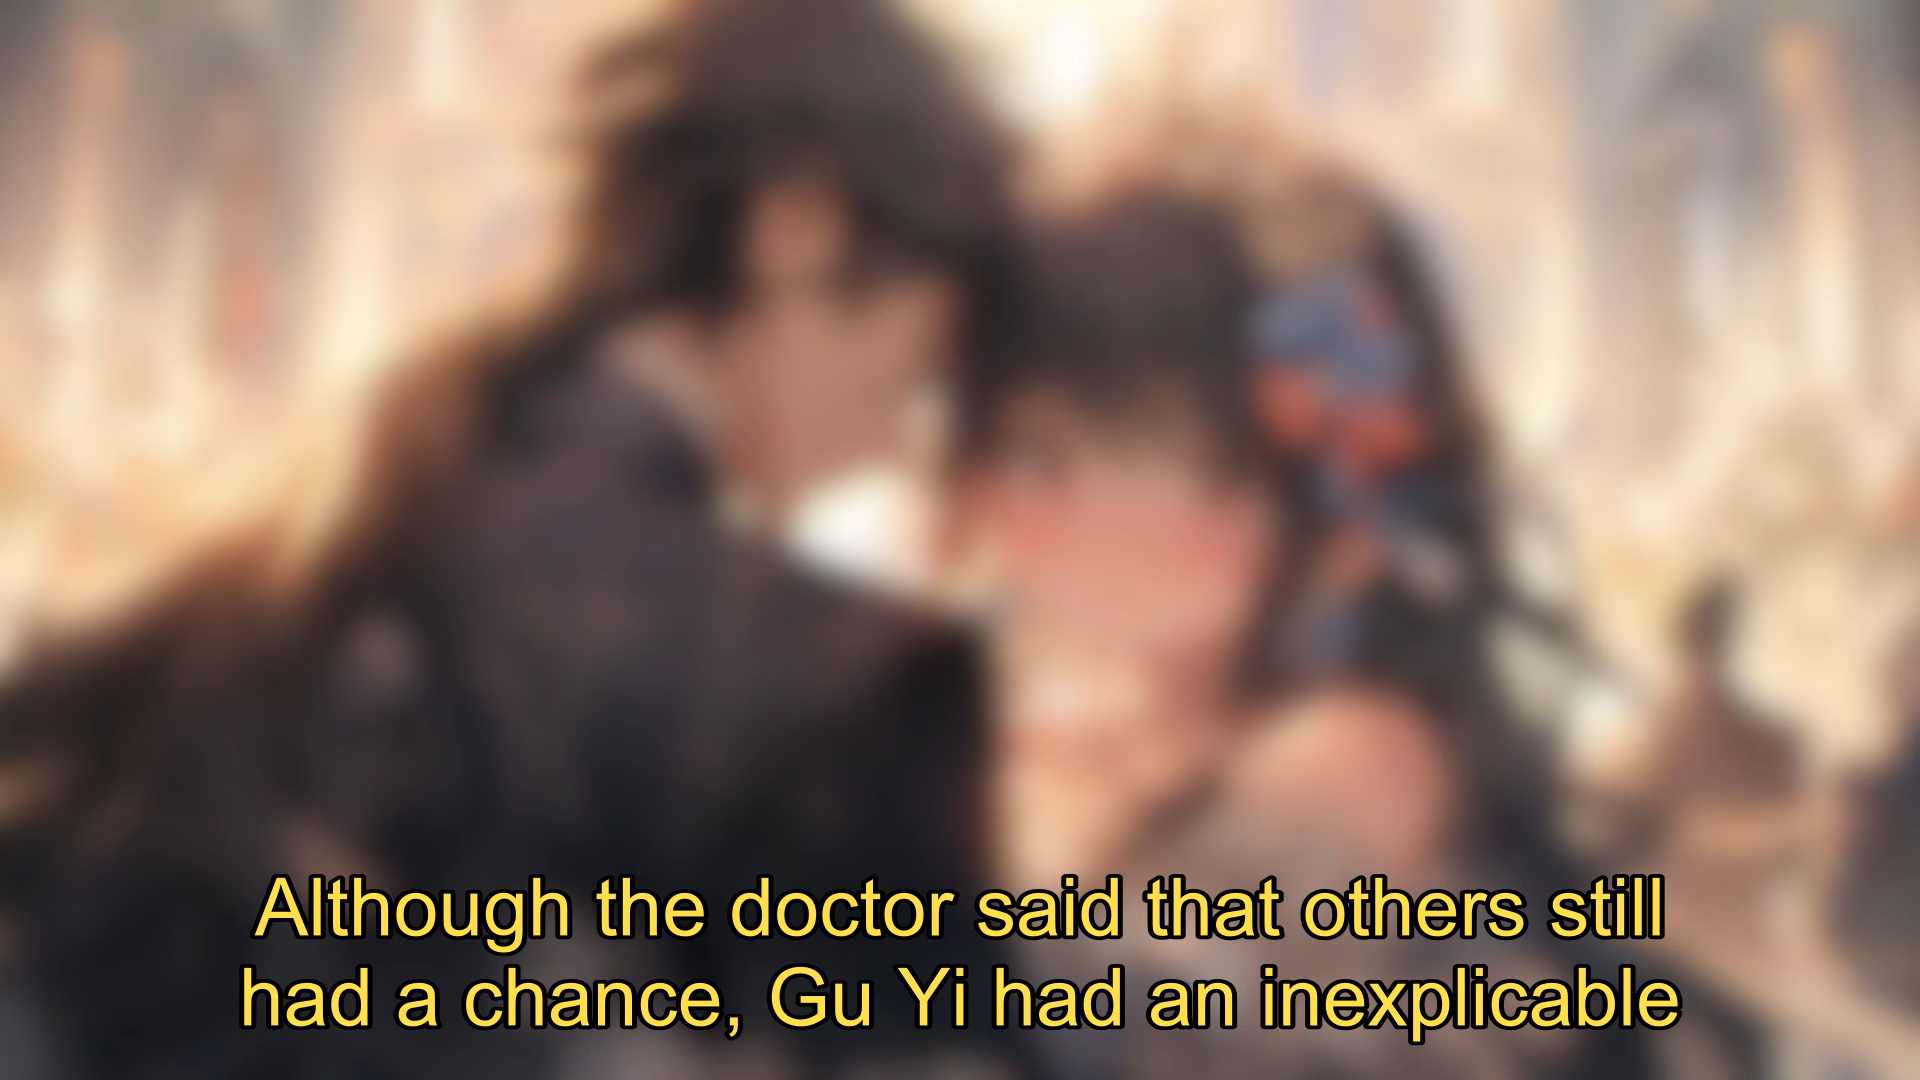 Although the doctor said that others still
had a chance, Gu Yi had an inexplicable